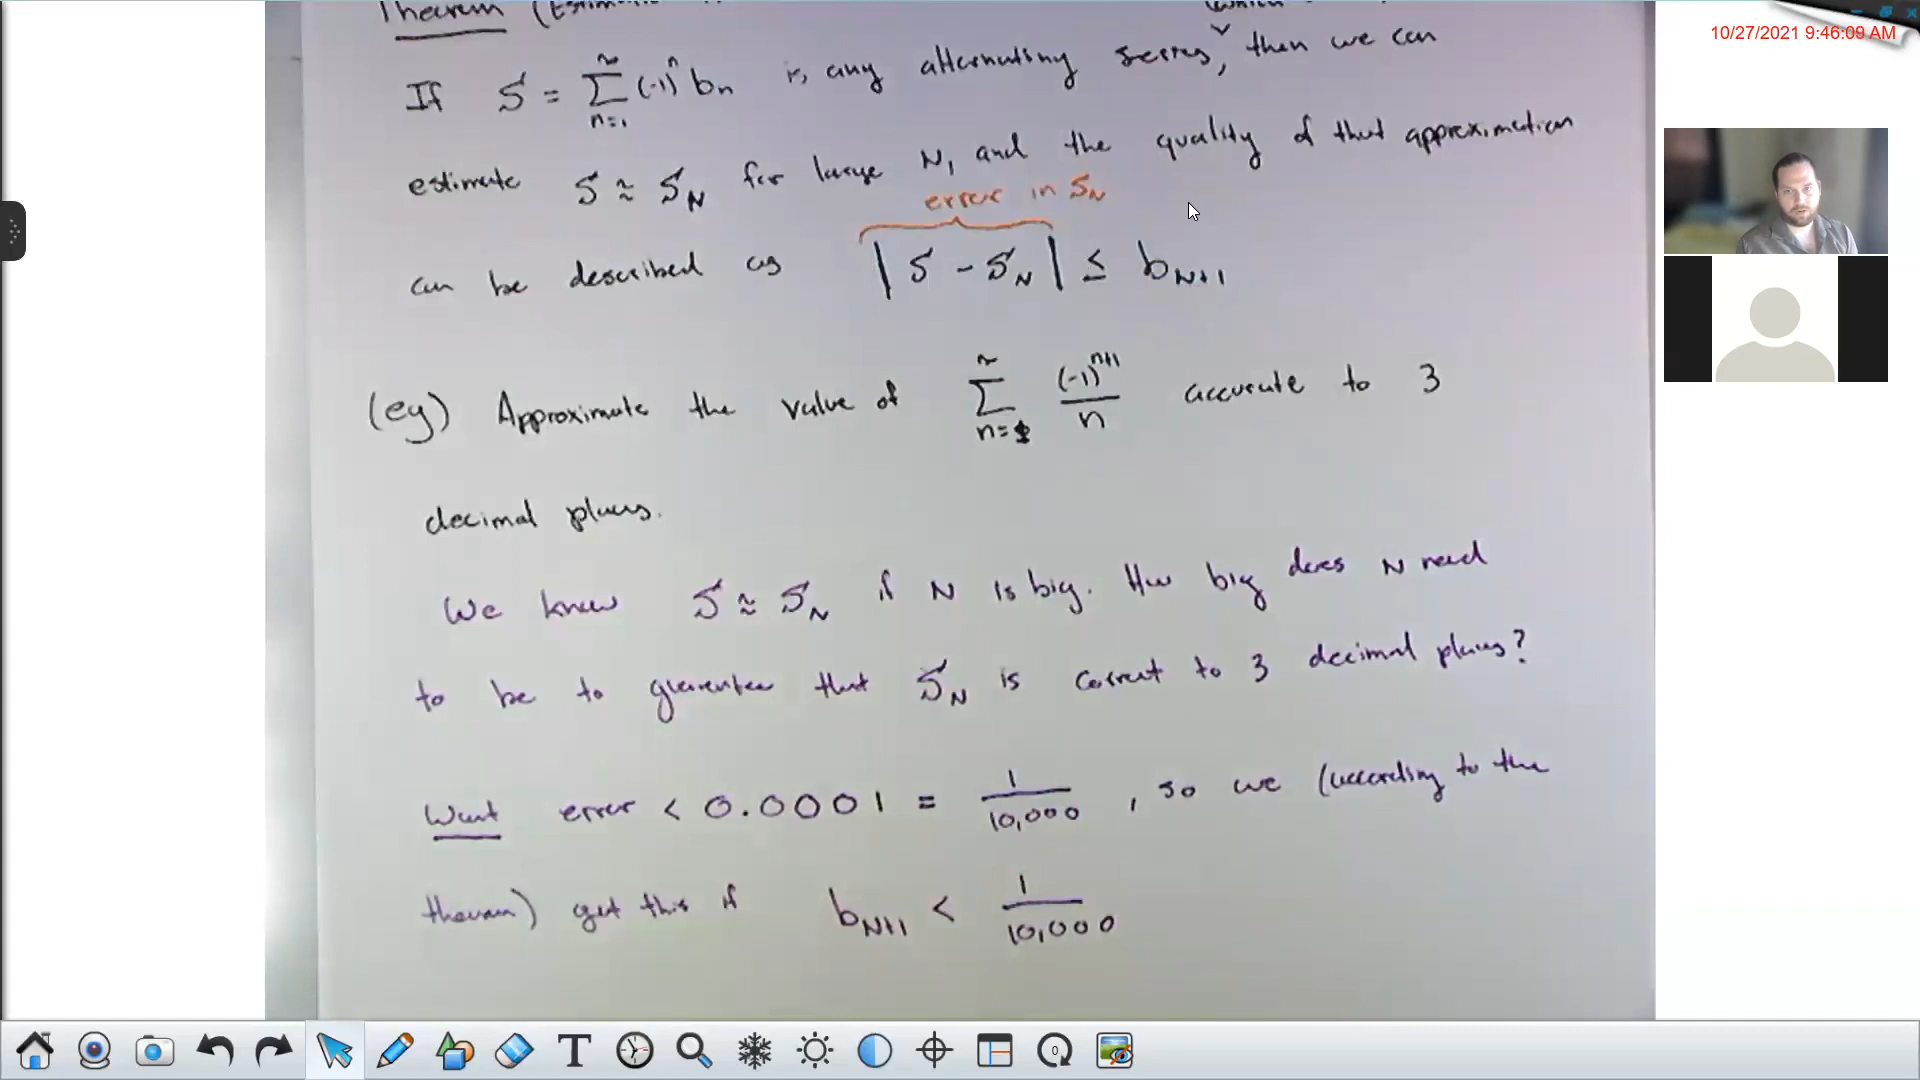 Theorem (Estimat
10/27/2021 9:46:09 AM
If S = ∑_{n=1}^∞ (-1)^n b_n is any alternating series, then we can
estimate S ≈ S_N for large N, and the quality of that approximation
error in S_N
can be described as |S - S_N| ≤ b_{N+1}
(eg) Approximate the value of ∑_{n=1}^∞ (-1)^{n+1}/n accurate to 3
decimal places.
We know S ≈ S_N if N is big. How big does N need
to be to guarentee that S_N is correct to 3 decimal places?
Want error < 0.0001 = 1/10,000, so we (according to the
theorem) get this if b_{N+1} < 1/10,000
T
0